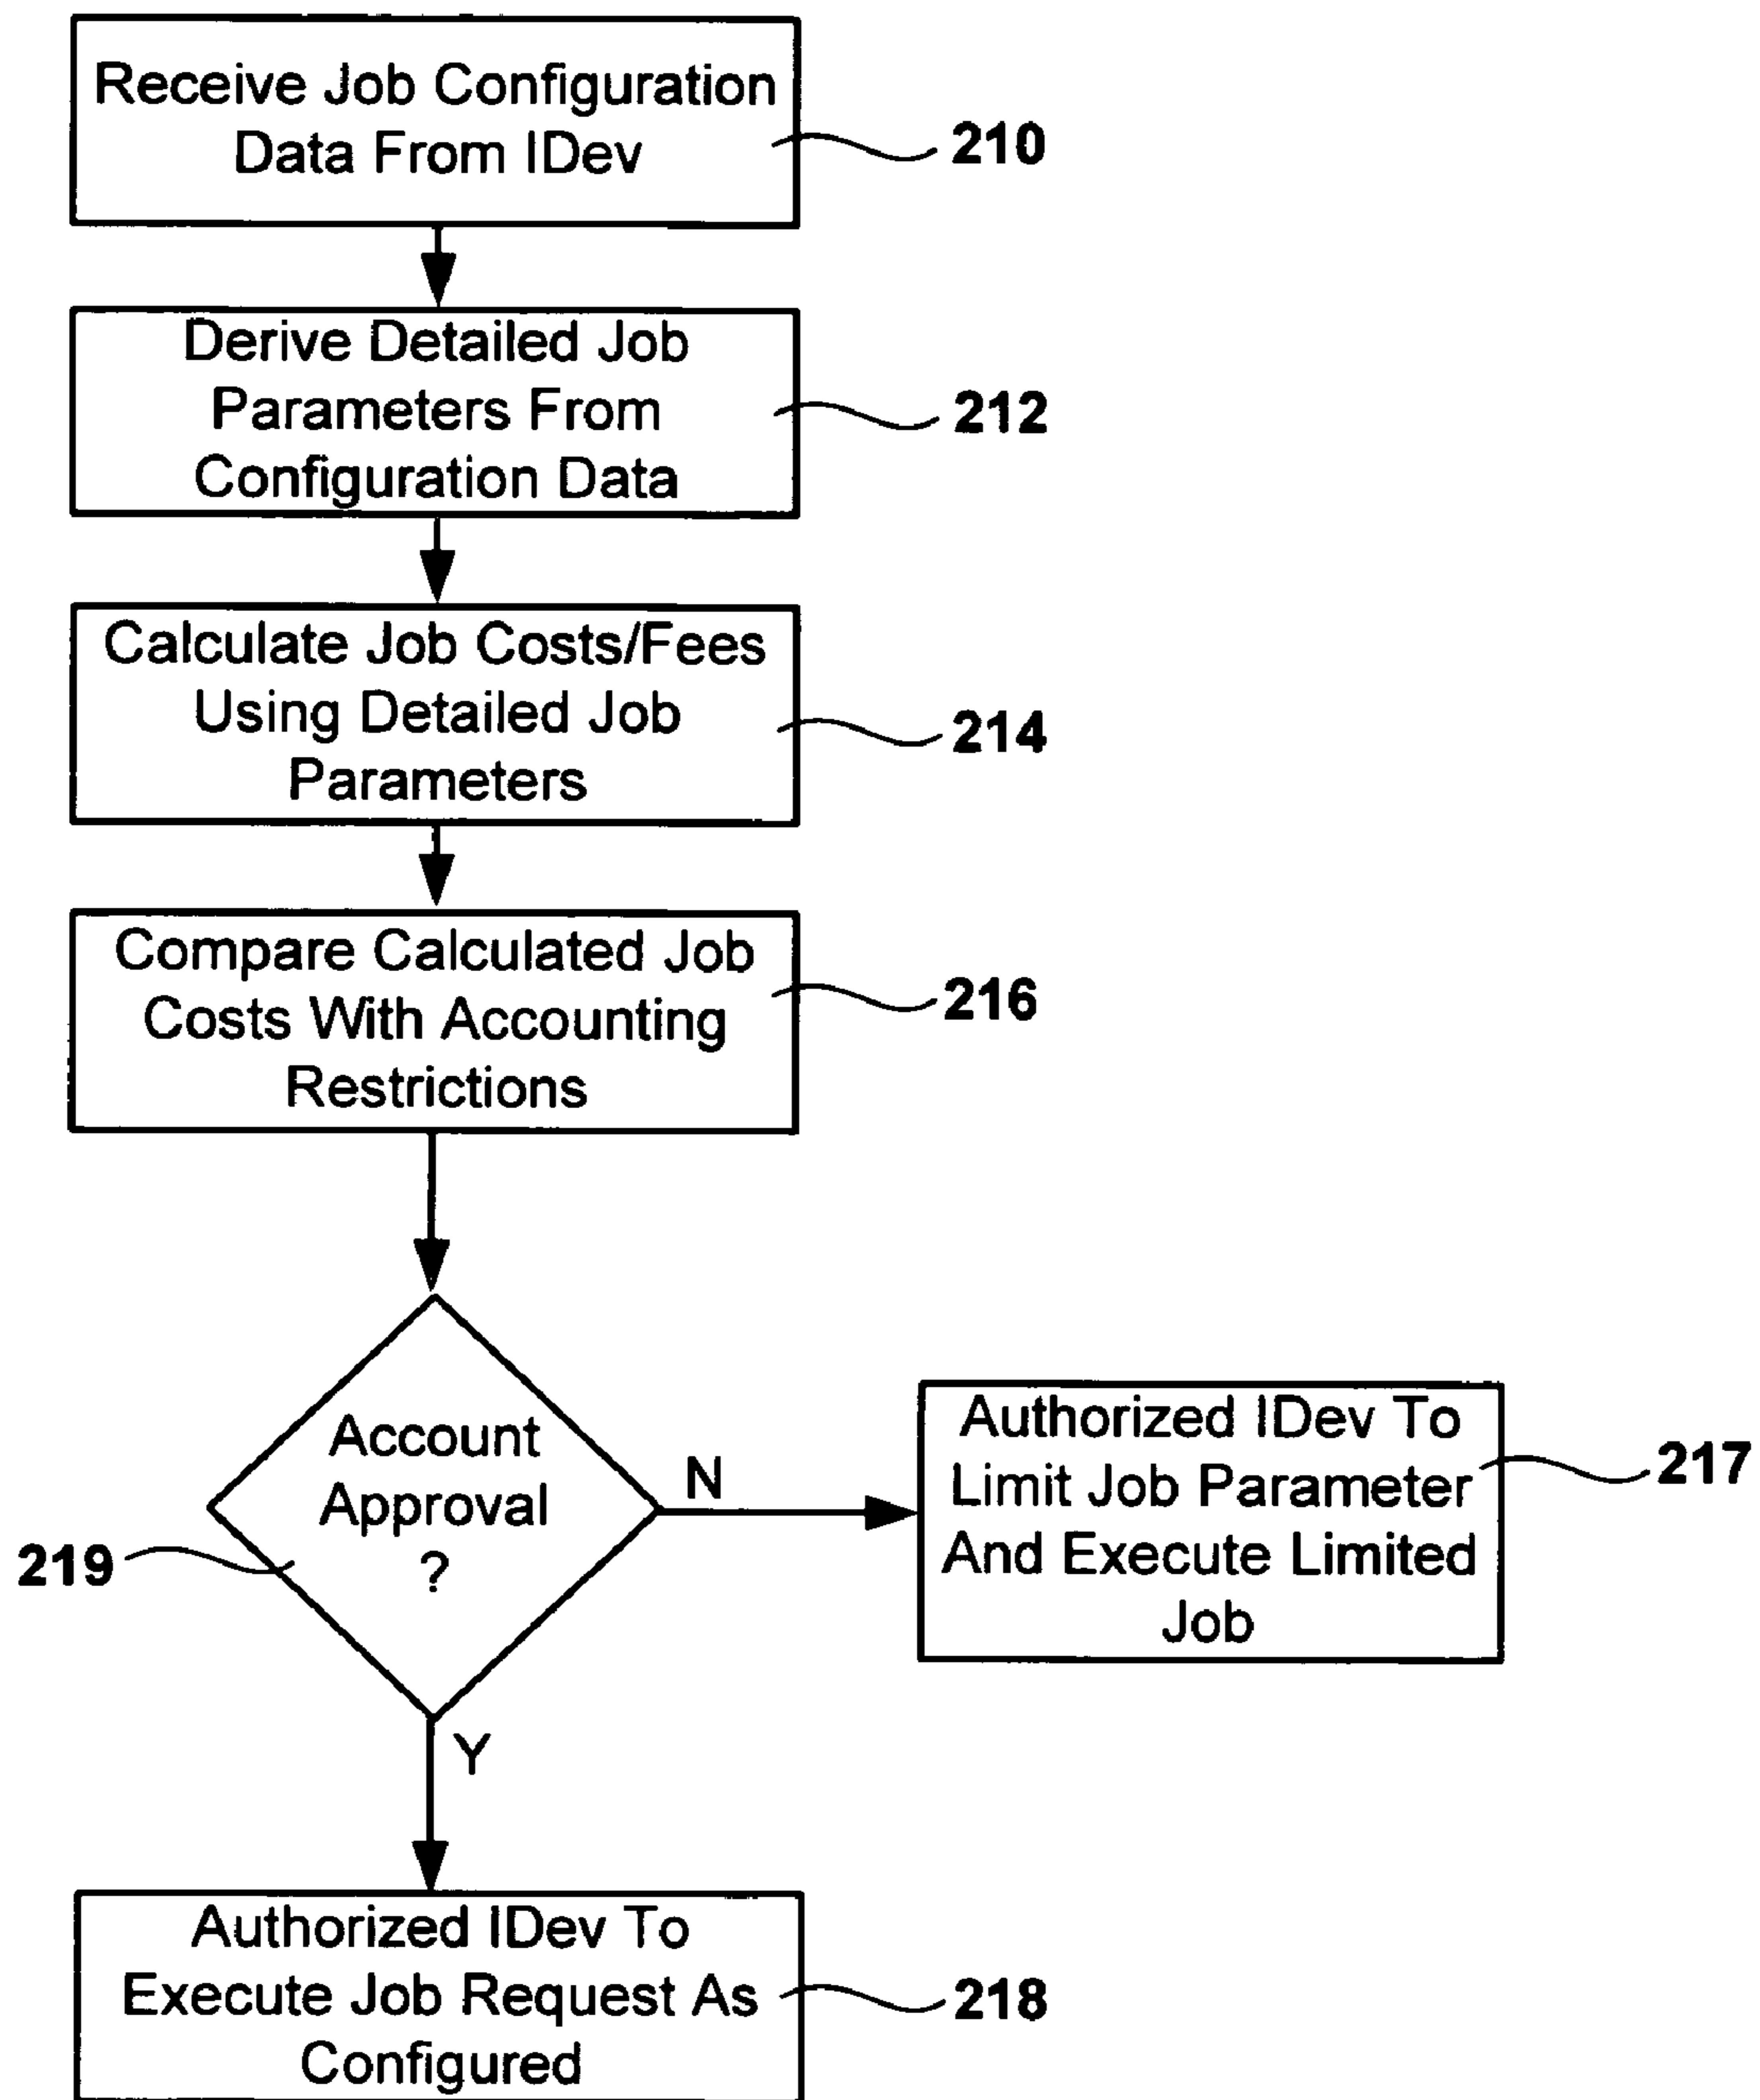 Receive Job Configuration
Data From IDev
210
Derive Detailed Job
Parameters From
Configuration Data
212
Calculate Job Costs/Fees
Using Detailed Job
Parameters
214
Compare Calculated Job
Costs With Accounting
Restrictions
216
Account
Approval
?
219
N
Authorized IDev To
Limit Job Parameter
And Execute Limited
Job
217
Y
Authorized IDev To
Execute Job Request As
Configured
218